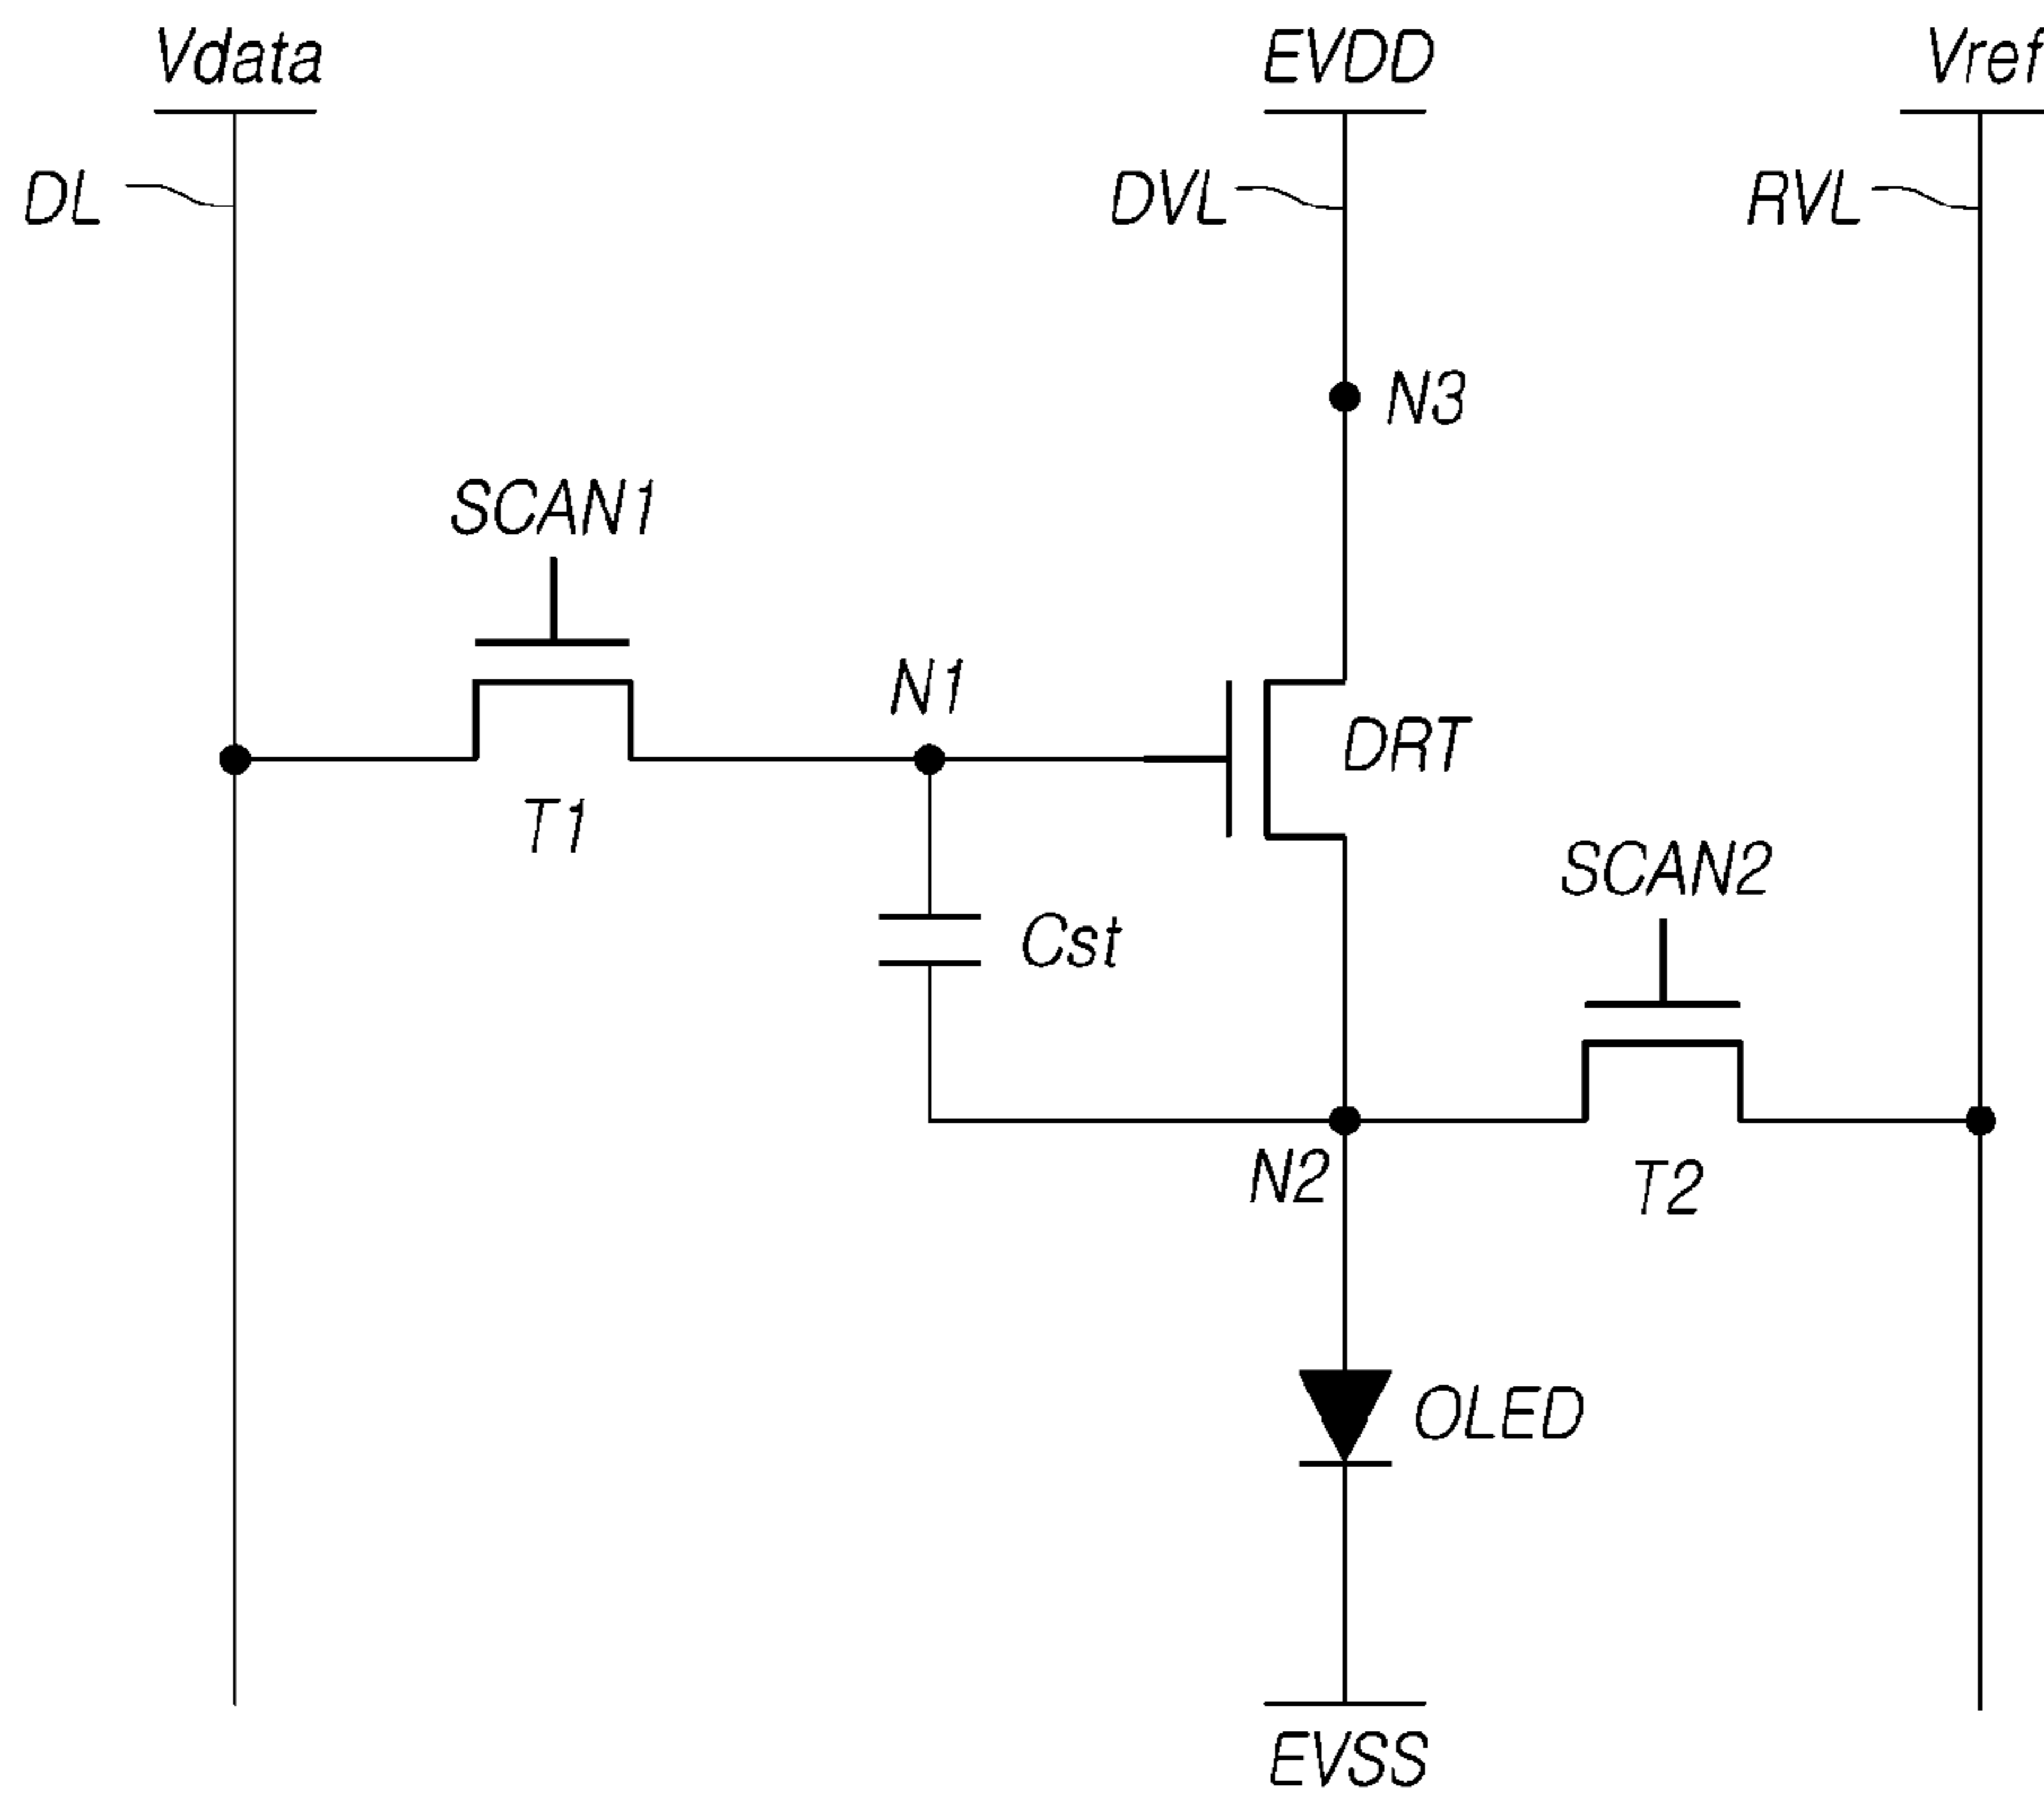 Vdata
EVDD
Vref
DL
DVL
RVL
N3
SCAN1
N1
DRT
T1
SCAN2
Cst
N2
T2
OLED
EVSS